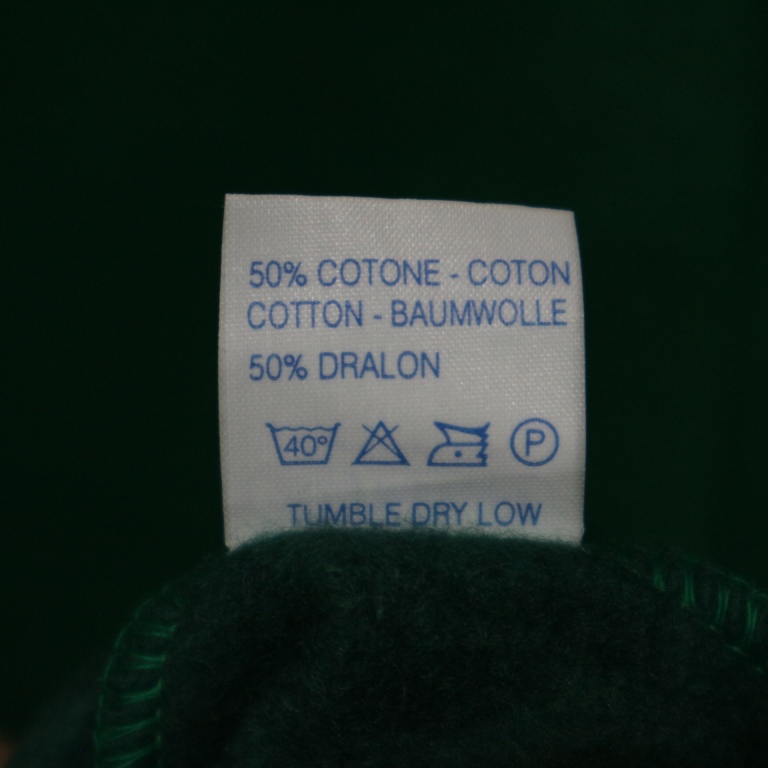 50% COTONE - COTON
COTTON - BAUMWOLLE
50% DRALON
40° P
TUMBLE DRY LOW